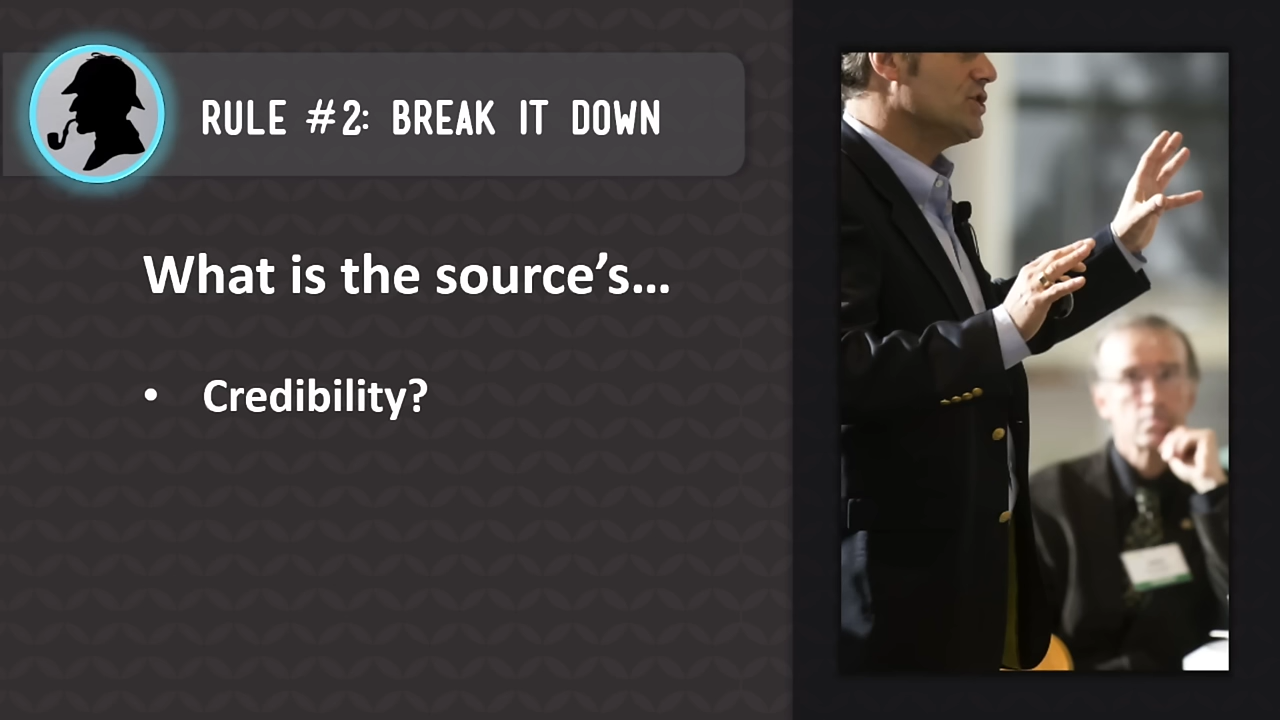 RULE #2: BREAK IT DOWN
What is the source’s...
• Credibility?